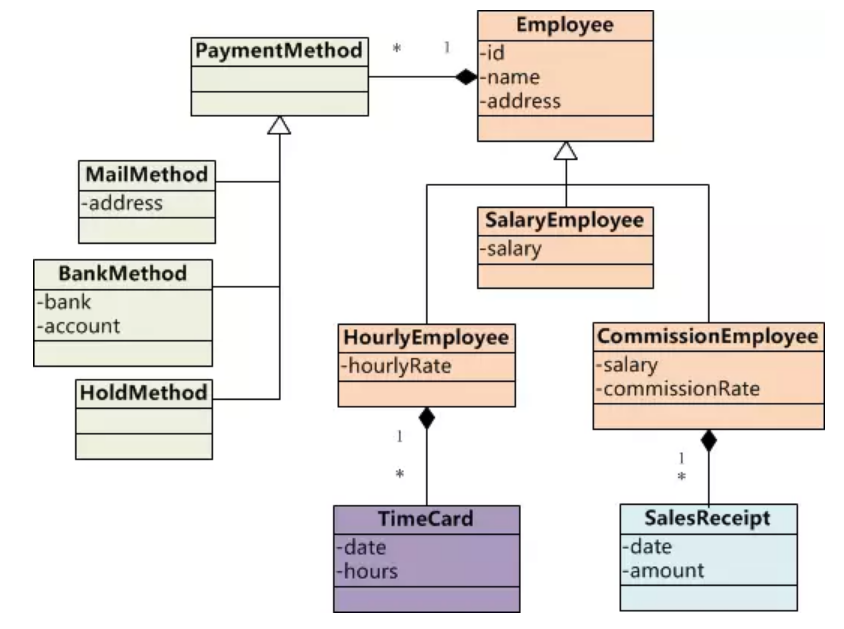 Employee
-id
-name
-address
PaymentMethod
* 1
MailMethod
-address
SalaryEmployee
-salary
BankMethod
-bank
-account
HourlyEmployee
-hourlyRate
CommissionEmployee
-salary
-commissionRate
HoldMethod
1
*
1
*
TimeCard
-date
-hours
SalesReceipt
-date
-amount